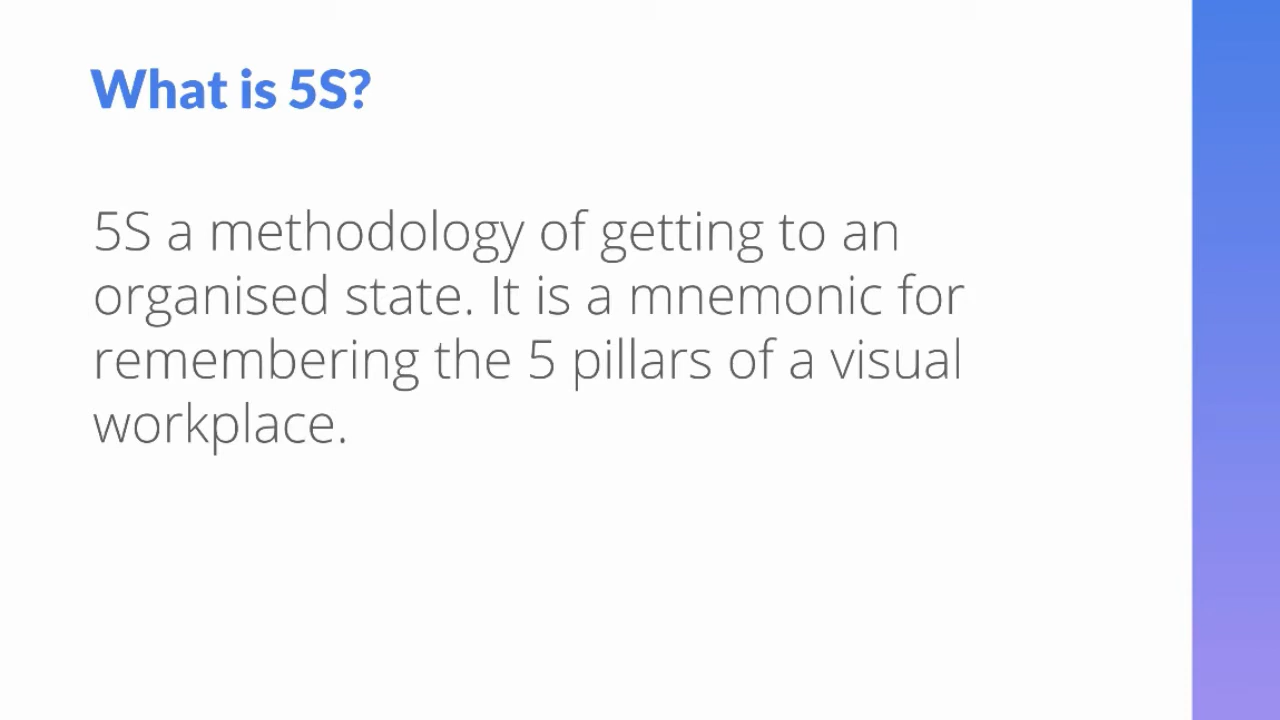 What is 5S?
5S a methodology of getting to an
organised state. It is a mnemonic for
remembering the 5 pillars of a visual
workplace.